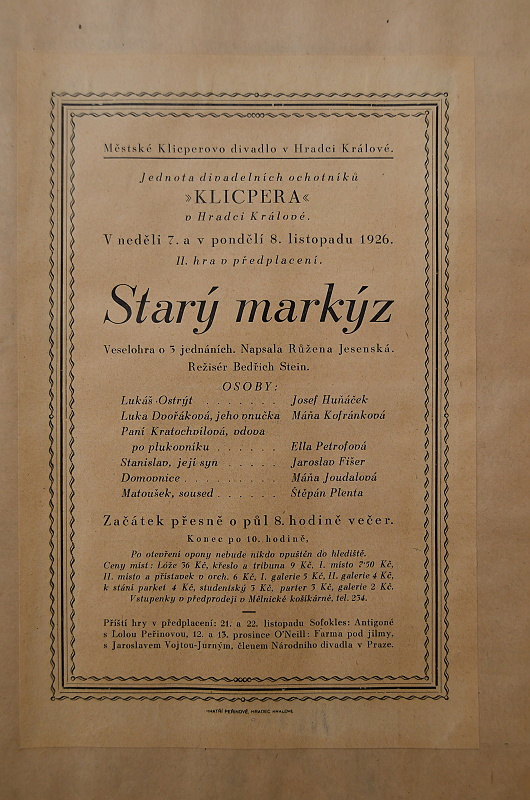 Městské Klicperovo divadlo v Hradci Králové.
Jednota divadelních ochotníků
»KLICPERA«
v Hradci Králové.
V neděli 7. a v pondělí 8. listopadu 1926.
II. hra v předplacení.
Starý markýz
Veselohra o 3 jednáních. Napsala Růžena Jesenská.
Režisér Bedřich Stein.
OSOBY:
Lukáš Ostrýt . . . . . . . Josef Huňáček
Luka Dvořáková, jeho vnučka Máňa Kofránková
Paní Kratochvilová, vdova
po plukovníku . . . . . . Ella Petrofová
Stanislav, její syn . . . . . Jaroslav Fišer
Domovnice . . . . . . . . . Máňa Joudalová
Matoušek, soused . . . . . Štěpán Plenta
Začátek přesně o půl 8. hodině večer.
Konec po 10. hodině,
Po otevření opony nebude nikdo vpuštěn do hlediště.
Ceny míst: Lóže 36 Kč, křeslo a tribuna 9 Kč, I. místo 7·50 Kč,
II. místo a přístavek v orch. 6 Kč, I. galerie 5 Kč, II. galerie 4 Kč,
k stání parket 4 Kč, studentský 3 Kč, parter 3 Kč, galerie 2 Kč.
Vstupenky v předprodeji v Mělnické košíkárně, tel. 234.
Příští hry v předplacení: 21. a 22. listopadu Sofokles: Antigoné
s Lolou Peřinovou, 12. a 13. prosince O'Neill: Farma pod jilmy,
s Jaroslavem Vojtou-Jurným, členem Národního divadla v Praze.
BRATŘÍ PEŘINOVÉ, HRADEC KRÁLOVÉ